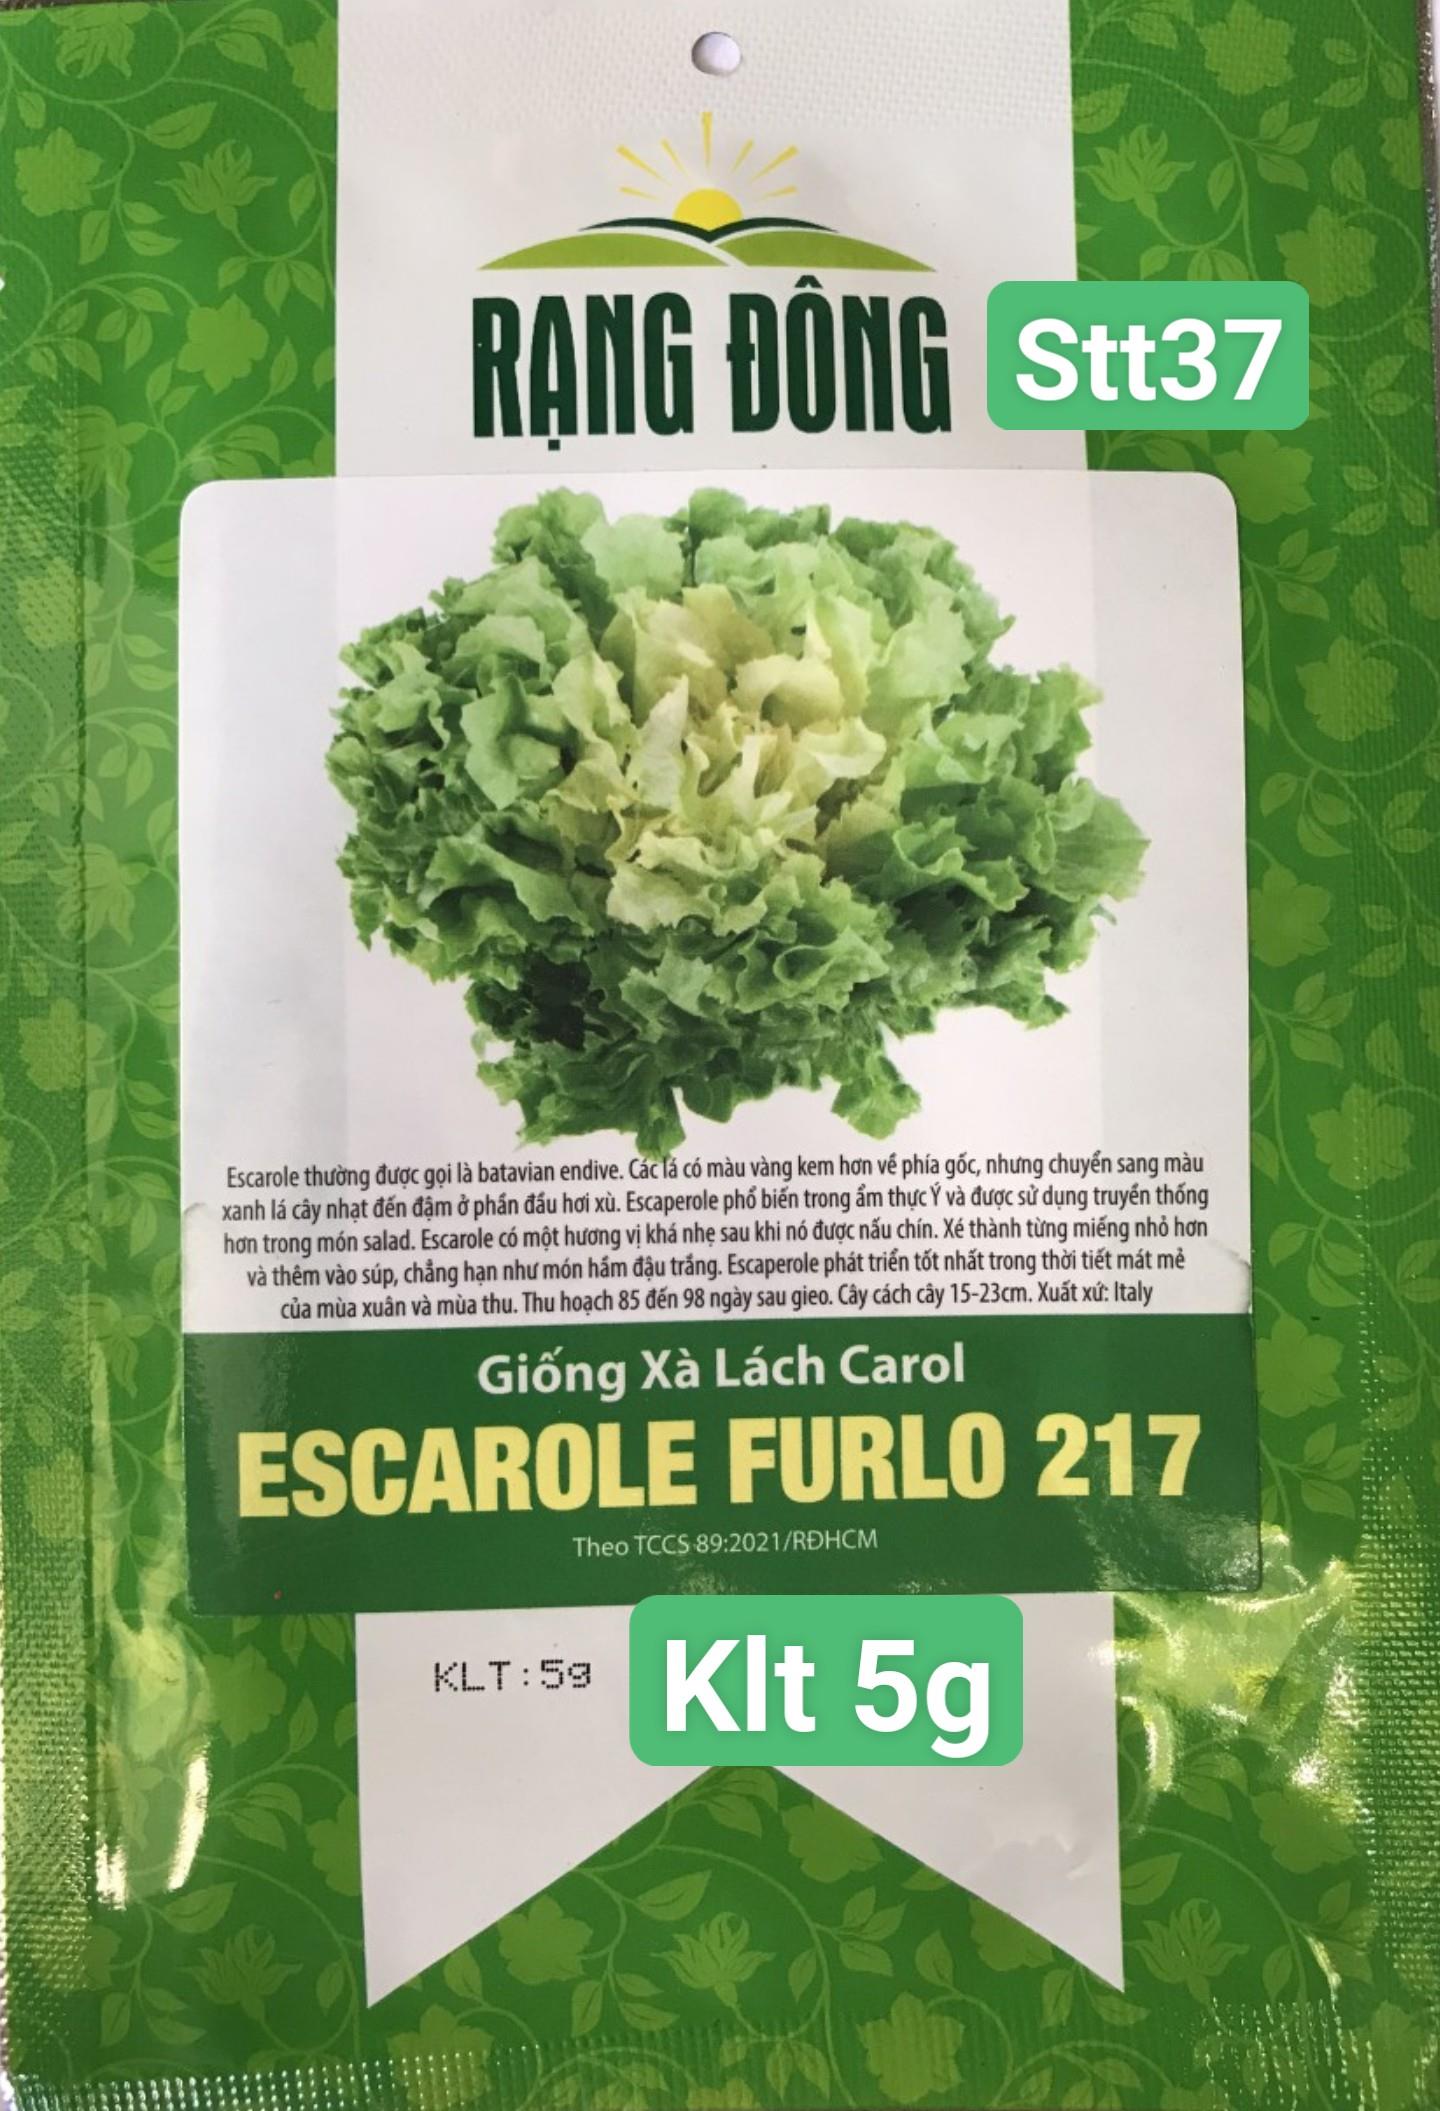 RẠNG ĐÔNG
Stt37
Escarole thường được gọi là batavian endive. Các lá có màu vàng kem hơn về phía gốc, nhưng chuyển sang màu
xanh lá cây nhạt đến đậm ở phần đầu hơi xù. Escaperole phổ biến trong ẩm thực Ý và được sử dụng truyền thống
hơn trong món salad. Escarole có một hương vị khá nhẹ sau khi nó được nấu chín. Xé thành từng miếng nhỏ hơn
và thêm vào súp, chẳng hạn như món hầm đậu trắng. Escaperole phát triển tốt nhất trong thời tiết mát mẻ
của mùa xuân và mùa thu. Thu hoạch 85 đến 98 ngày sau gieo. Cây cách cây 15-23cm. Xuất xứ: Italy
Giống Xà Lách Carol
ESCAROLE FURLO 217
Theo TCCS 89:2021/RĐHCM
KLT:5g
Klt 5g